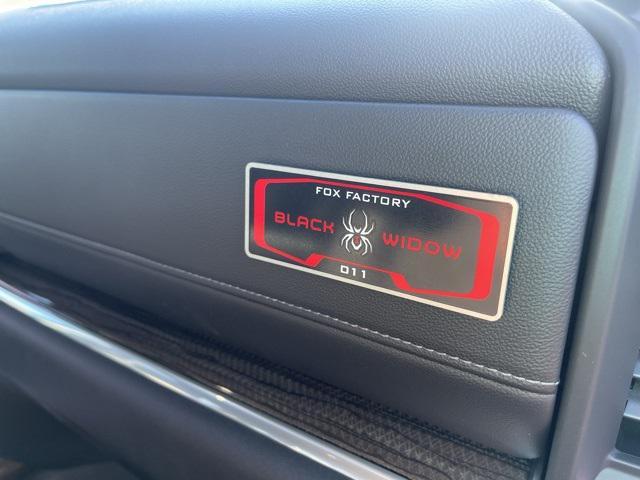 FOX FACTORY
BLACK WIDOW
011